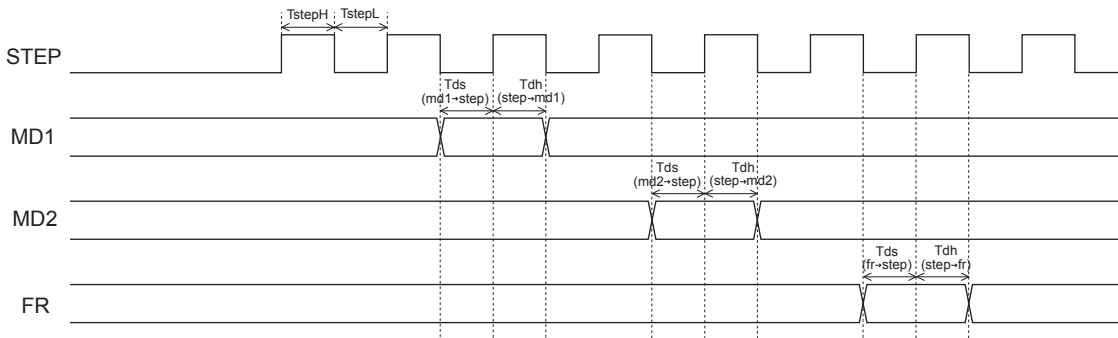 TstepH TstepL
STEP
Tds Tdh
(md1→step) (step→md1)
MD1
Tds Tdh
(md2→step) (step→md2)
MD2
Tds Tdh
(fr→step) (step→fr)
FR